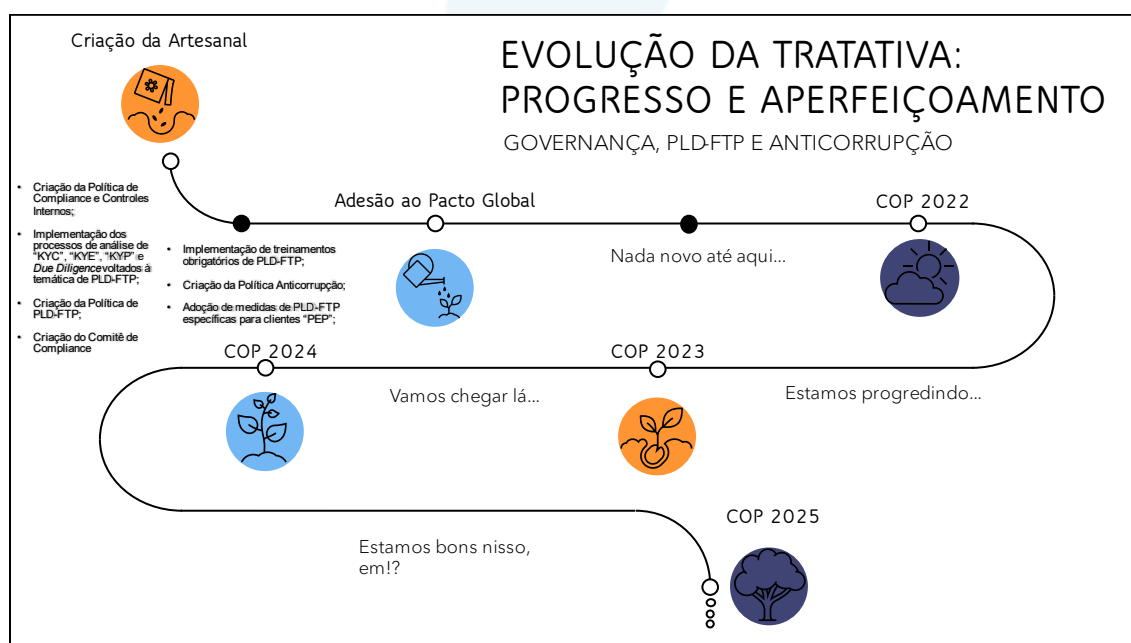 Criação da Artesanal
EVOLUÇÃO DA TRATATIVA:
PROGRESSO E APERFEIÇOAMENTO
GOVERNANÇA, PLD-FTP E ANTICORRUPÇÃO
• Criação da Política de
Compliance e Controles
Internos;
• Implementação dos
processos de análise de
“KYC”, “KYE”, “KYP” e
Due Diligence voltados à
temática de PLD-FTP;
• Criação da Política de
PLD-FTP;
• Criação do Comitê de
Compliance
• Implementação de treinamentos
obrigatórios de PLD-FTP;
• Criação da Política Anticorrupção;
• Adoção de medidas de PLD-FTP
específicas para clientes “PEP”;
Adesão ao Pacto Global
Nada novo até aqui...
COP 2022
Estamos progredindo...
COP 2023
Vamos chegar lá...
COP 2024
Estamos bons nisso,
em!?
COP 2025